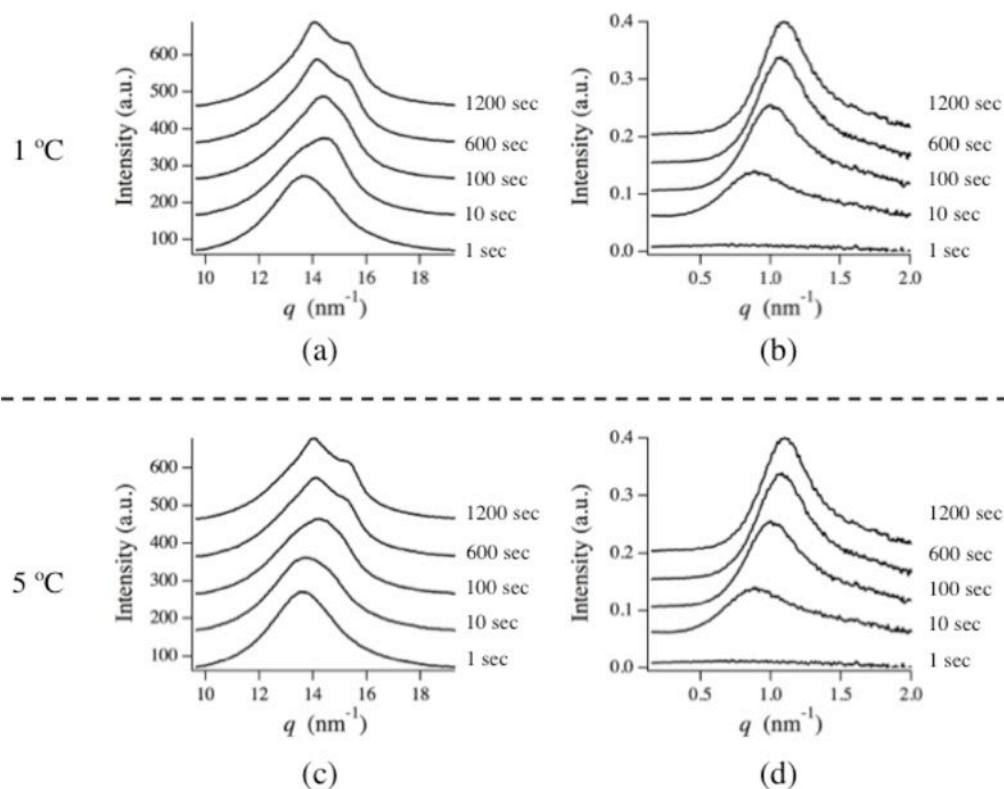 1 °C
Intensity (a.u.)
600
500
400
300
200
100
1200 sec
600 sec
100 sec
10 sec
1 sec
10 12 14 16 18
q (nm⁻¹)
(a)
Intensity (a.u.)
0.4
0.3
0.2
0.1
0.0
1200 sec
600 sec
100 sec
10 sec
1 sec
0.5 1.0 1.5 2.0
q (nm⁻¹)
(b)
5 °C
Intensity (a.u.)
600
500
400
300
200
100
1200 sec
600 sec
100 sec
10 sec
1 sec
10 12 14 16 18
q (nm⁻¹)
(c)
Intensity (a.u.)
0.4
0.3
0.2
0.1
0.0
1200 sec
600 sec
100 sec
10 sec
1 sec
0.5 1.0 1.5 2.0
q (nm⁻¹)
(d)